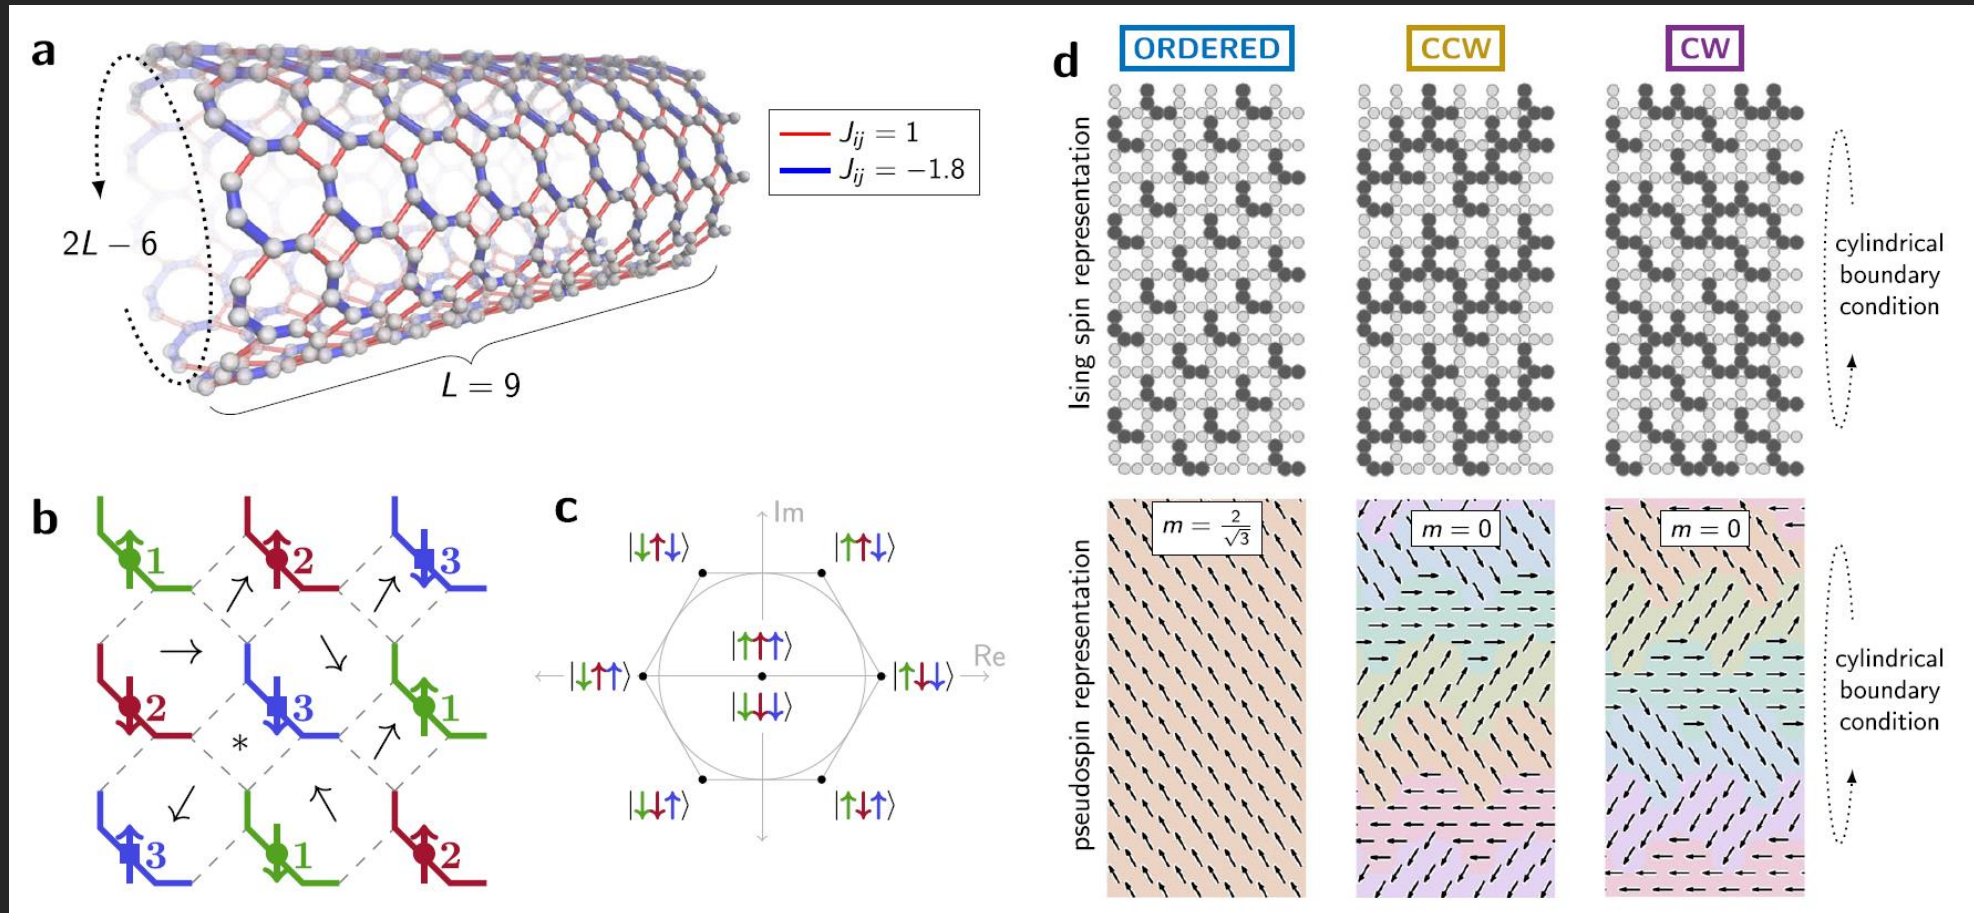 a
2L − 6
L = 9
J_ij = 1
J_ij = −1.8
b
1
2
3
2
3
1
*
3
1
2
c
Im
|↓↑↓⟩
|↑↑↓⟩
|↑↑↑⟩
Re
|↓↑↑⟩
|↑↓↓⟩
|↓↓↓⟩
|↓↓↑⟩
|↑↓↑⟩
d
ORDERED
CCW
CW
Ising spin representation
cylindrical
boundary
condition
pseudospin representation
m = 2/√3
m = 0
m = 0
cylindrical
boundary
condition